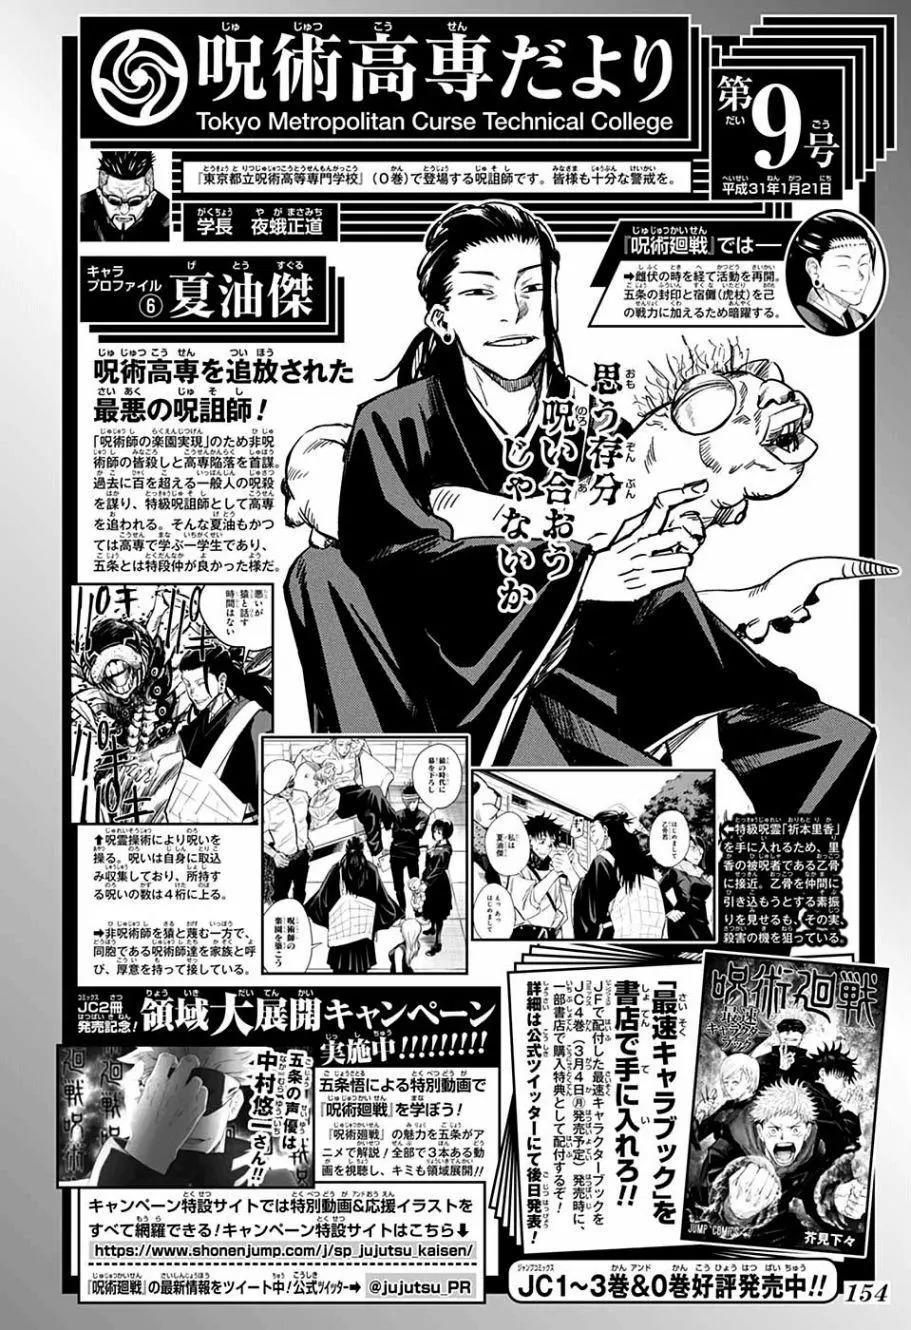 呪術高専だより
Tokyo Metropolitan Curse Technical College
第9号
平成31年1月21日
『東京都立呪術高等専門学校』(０巻)で登場する呪詛師です。皆様も十分な警戒を。
学長 夜蛾正道
キャラ
プロファイル
⑥
夏油傑
呪術高専を追放された
最悪の呪詛師！
「呪術師の楽園実現」のため非呪
術師の皆殺しと高専陥落を首謀。
過去に百を超える一般人の呪殺
を謀り、特級呪詛師として高専
を追われる。そんな夏油もかつ
ては高専で学ぶ一学生であり、
五条とは特段仲が良かった様だ。
『呪術廻戦』では―
➡雌伏の時を経て活動を再開。
五条の封印と宿儺(虎杖)を己
の戦力に加えるため暗躍する。
思う存分
呪い合おう
じゃないか
悪いが
猿と話す
時間はない
パキ
パキ
⬆呪霊操術により呪いを
操る。呪いは自身に取込
み収集しており、所持す
る呪いの数は４桁に上る。
➡非呪術師を猿と蔑む一方で、
同胞である呪術師達を家族と呼
び、厚意を持って接している。
猿の時代に
幕を下ろし
呪術師の
楽園を築こう
はじめまして
乙骨君
私は
夏油傑
えっ あっ
はじめまして
⬅特級呪霊「祈本里香」
を手に入れるため、里
香の被呪者である乙骨
に接近。乙骨を仲間に
引き込もうとする素振
りを見せるも、その実、
殺害の機を狙っている。
JC2冊
発売記念！
領域大展開キャンペーン
実施中!!!!!!!!!
五条の声優は
中村悠一さん!!
五条悟による特別動画で
『呪術廻戦』を学ぼう！
『呪術廻戦』の魅力を五条がア
ニメで解説！全部で３本ある動
画を視聴し、キミも領域展開!!
キャンペーン特設サイトでは特別動画&応援イラストを
すべて網羅できる！キャンペーン特設サイトはこちら⬇
https://www.shonenjump.com/j/sp_jujutsu_kaisen/
『呪術廻戦』の最新情報をツイート中！公式ツイッター➡ @jujutsu_PR
「最速キャラブック」を
書店で手に入れろ!!
JFで配付した最速キャラクターブックを
JC４巻（３月４日㈪発売予定）発売時に、
一部書店で購入特典として配付するぞ！
詳細は公式ツイッターにて後日発表！
呪術廻戦
最速
キャラクター
ブック
JUMP COMICS
芥見下々
JC1～3巻&0巻好評発売中!!
154